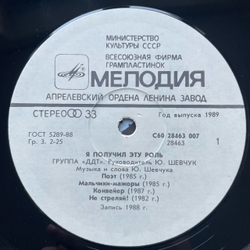 МИНИСТЕРСТВО
КУЛЬТУРЫ СССР
ВСЕСОЮЗНАЯ ФИРМА
ГРАМПЛАСТИНОК
МЕЛОДИЯ
АПРЕЛЕВСКИЙ ОРДЕНА ЛЕНИНА ЗАВОД
СТЕРЕО 33
Год выпуска 1989
ГОСТ 5289-88
Гр. 3. 2-25
С60 28463 007
28463
1
Я ПОЛУЧИЛ ЭТУ РОЛЬ
ГРУППА «ДДТ». Руководитель Ю. ШЕВЧУК
Музыка и слова Ю. Шевчука
Поэт (1985 г.)
Мальчики-мажоры (1985 г.)
Конвейер (1987 г.)
Не стреляй! (1982 г.)
Запись 1988 г.